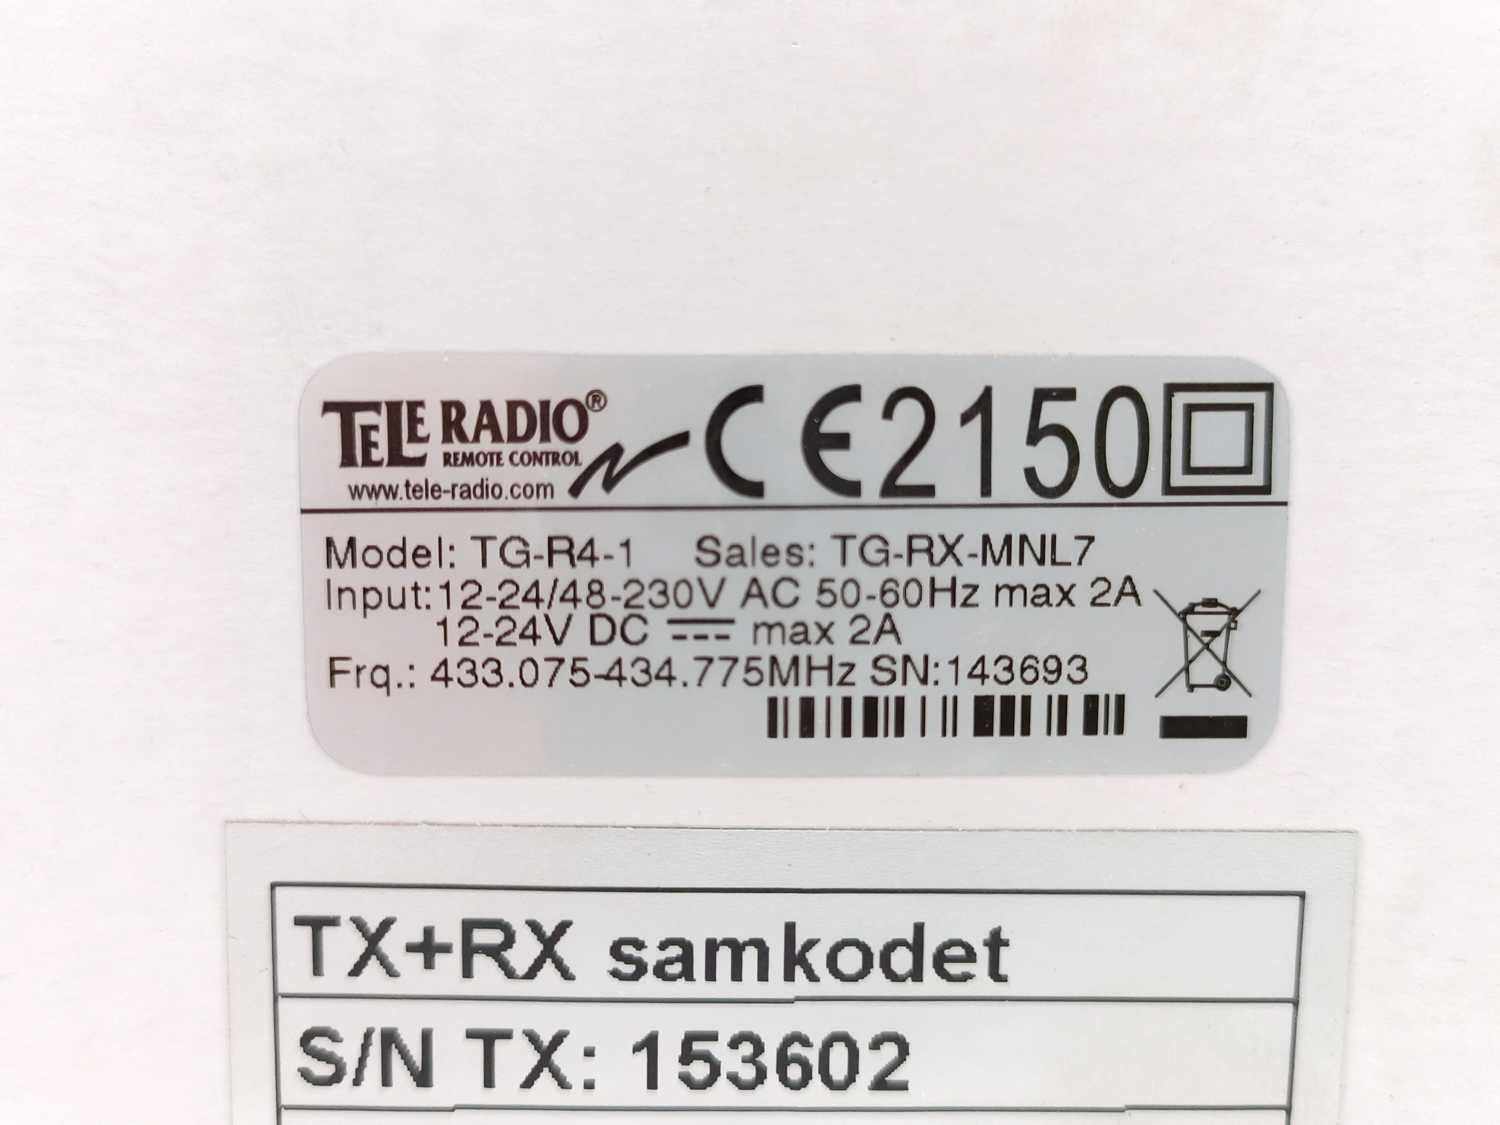 TELE RADIO®
REMOTE CONTROL
www.tele-radio.com
CE2150
Model: TG-R4-1 Sales: TG-RX-MNL7
Input:12-24/48-230V AC 50-60Hz max 2A
12-24V DC max 2A
Frq.: 433.075-434.775MHz SN:143693
TX+RX samkodet
S/N TX: 153602